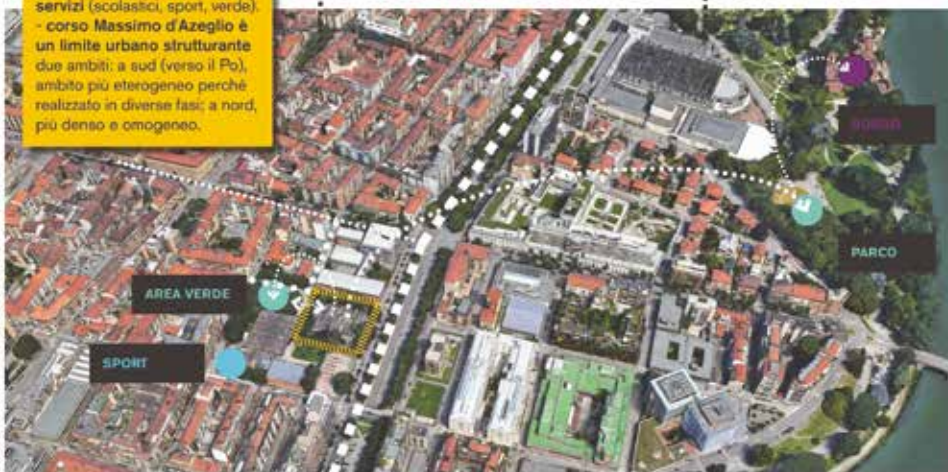 servizi (scolastici, sport, verde).
- corso Massimo d'Azeglio è
un limite urbano strutturante
due ambiti: a sud (verso il Po),
ambito più eterogeneo perché
realizzato in diverse fasi; a nord,
più denso e omogeneo.
BORGO
PARCO
AREA VERDE
SPORT